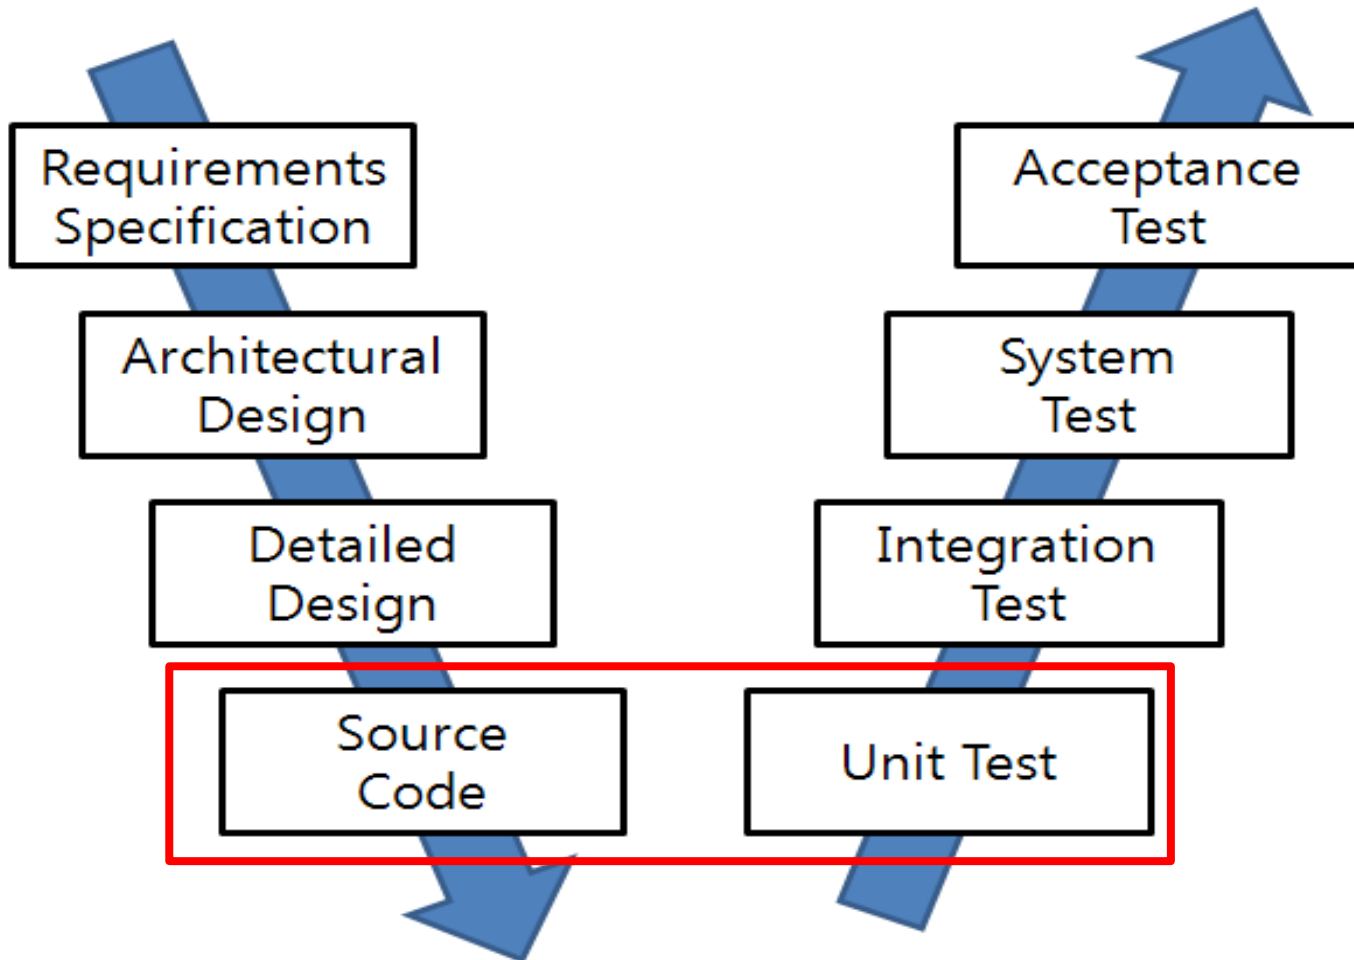 Requirements
Specification
Architectural
Design
Detailed
Design
Source
Code
Acceptance
Test
System
Test
Integration
Test
Unit Test